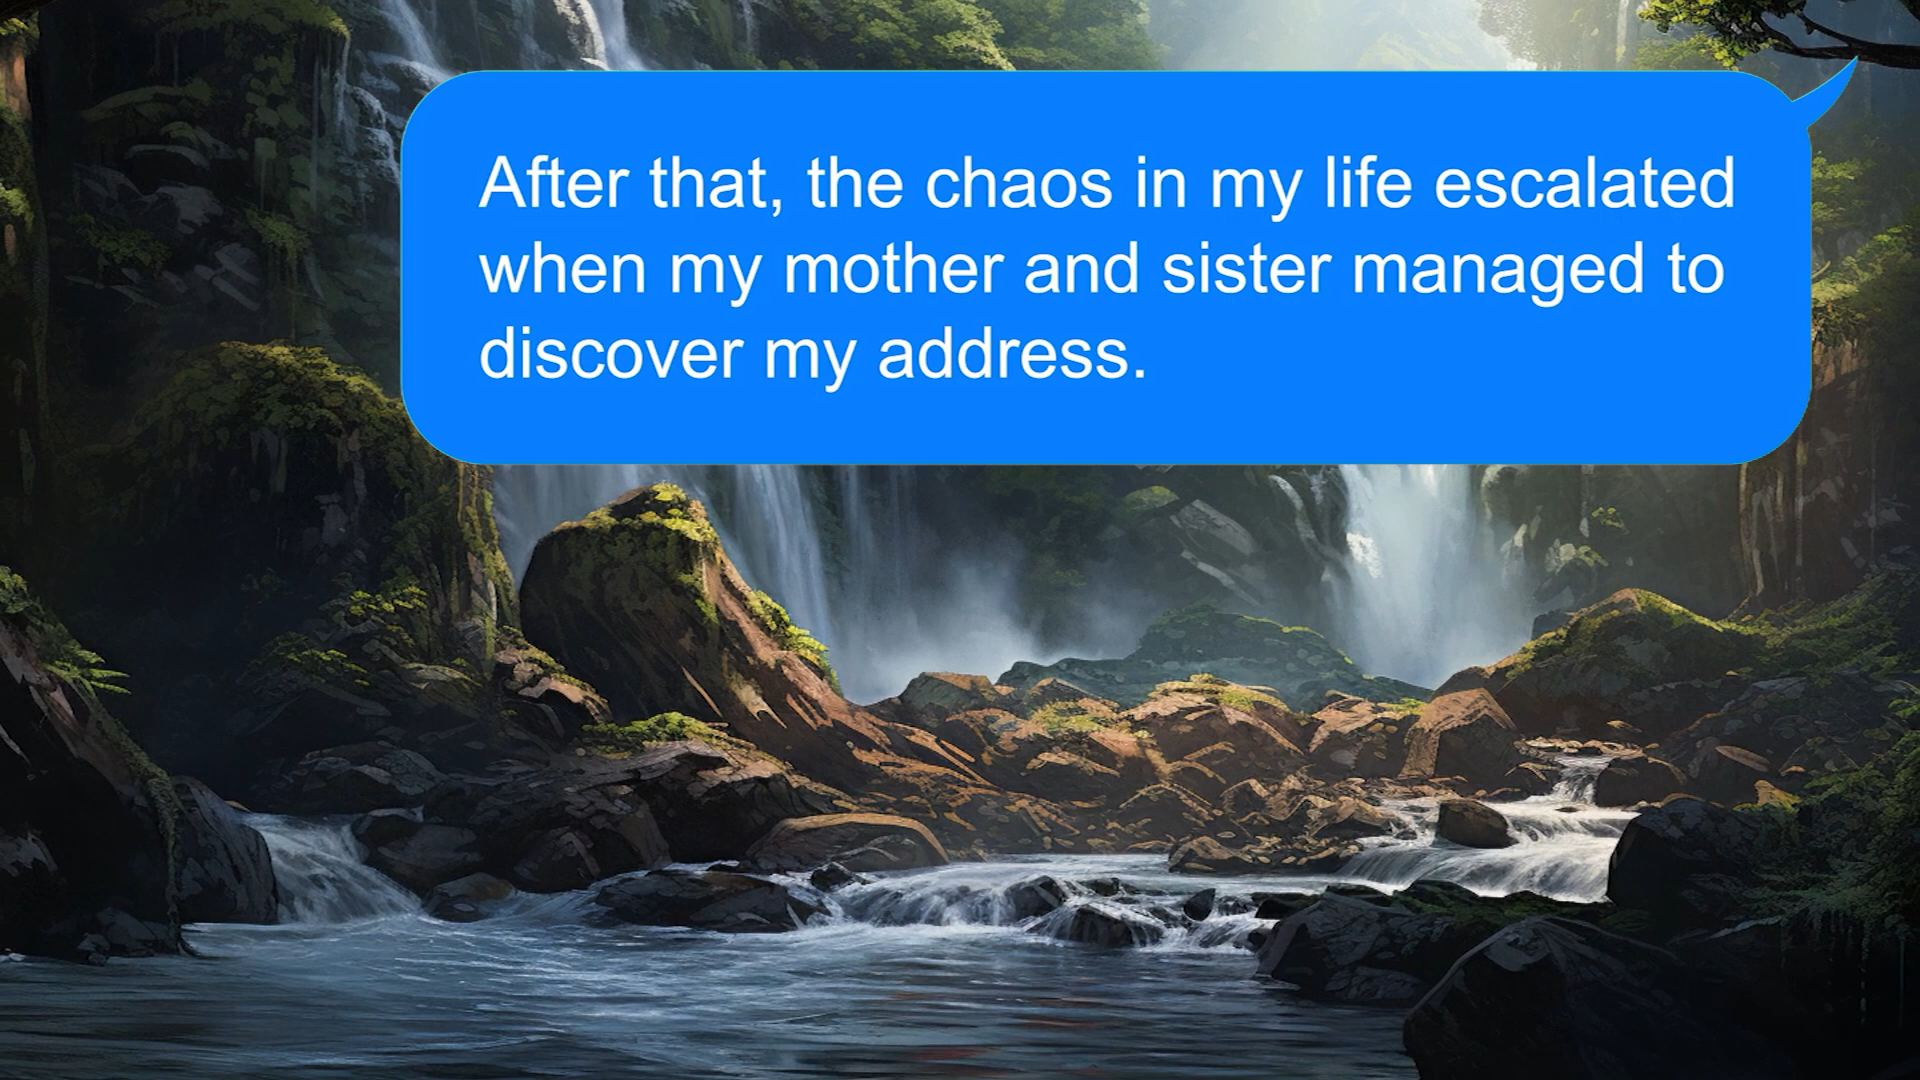 After that, the chaos in my life escalated
when my mother and sister managed to
discover my address.